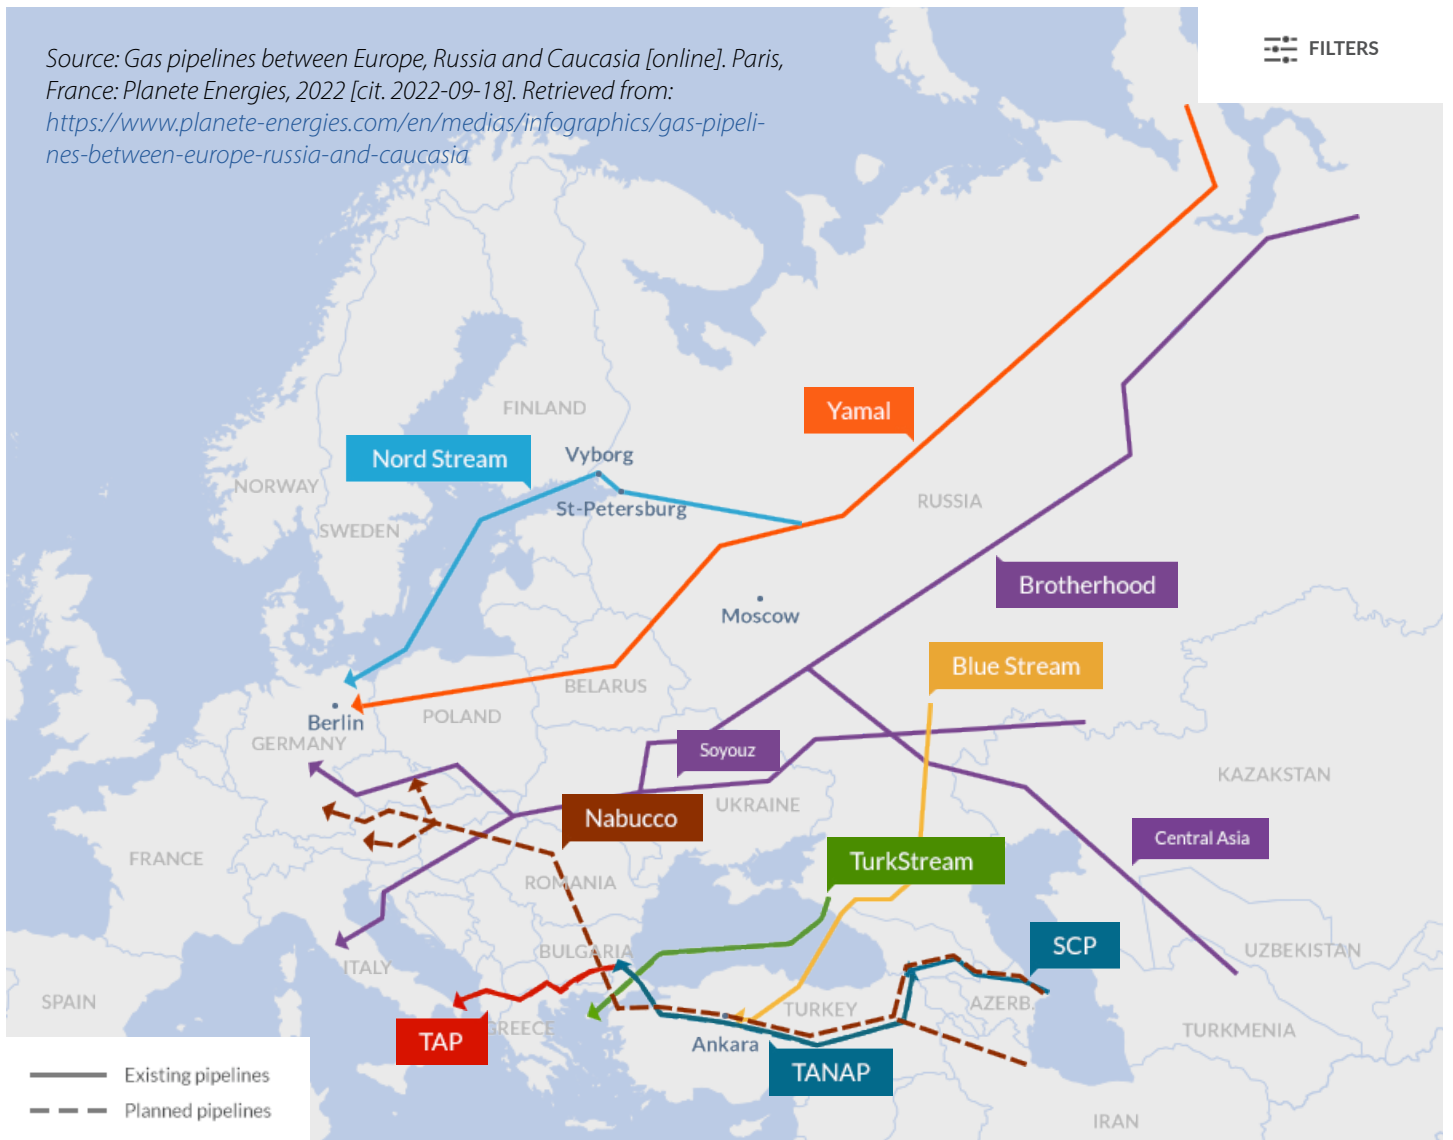 Source: Gas pipelines between Europe, Russia and Caucasia [online]. Paris,
France: Planete Energies, 2022 [cit. 2022-09-18]. Retrieved from:
https://www.planete-energies.com/en/medias/infographics/gas-pipeli-
nes-between-europe-russia-and-caucasia
FILTERS
Yamal
FINLAND
Nord Stream
Vyborg
NORWAY
St-Petersburg
RUSSIA
SWEDEN
Brotherhood
Moscow
Blue Stream
BELARUS
POLAND
Berlin
GERMANY
Soyouz
KAZAKSTAN
UKRAINE
Nabucco
Central Asia
FRANCE
TurkStream
ROMANIA
SCP
BULGARIA
UZBEKISTAN
ITALY
SPAIN
TURKEY
AZERB.
GREECE
TURKMENIA
TAP
Ankara
TANAP
Existing pipelines
Planned pipelines
IRAN